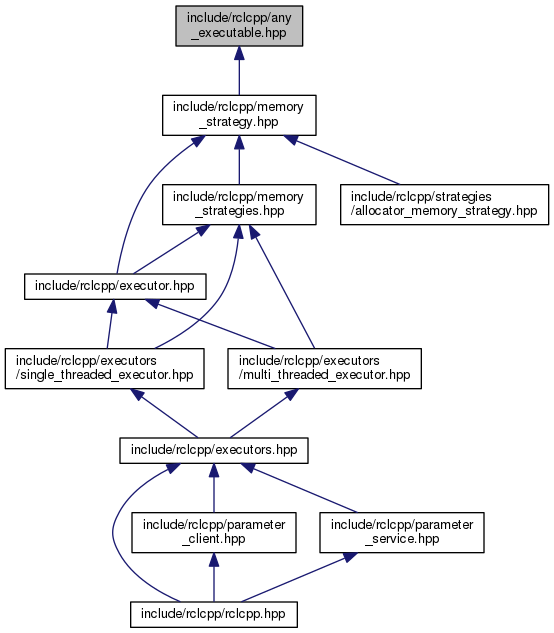 include/rclcpp/any
_executable.hpp
include/rclcpp/memory
_strategy.hpp
include/rclcpp/memory
_strategies.hpp
include/rclcpp/strategies
/allocator_memory_strategy.hpp
include/rclcpp/executor.hpp
include/rclcpp/executors
/single_threaded_executor.hpp
include/rclcpp/executors
/multi_threaded_executor.hpp
include/rclcpp/executors.hpp
include/rclcpp/parameter
_client.hpp
include/rclcpp/parameter
_service.hpp
include/rclcpp/rclcpp.hpp